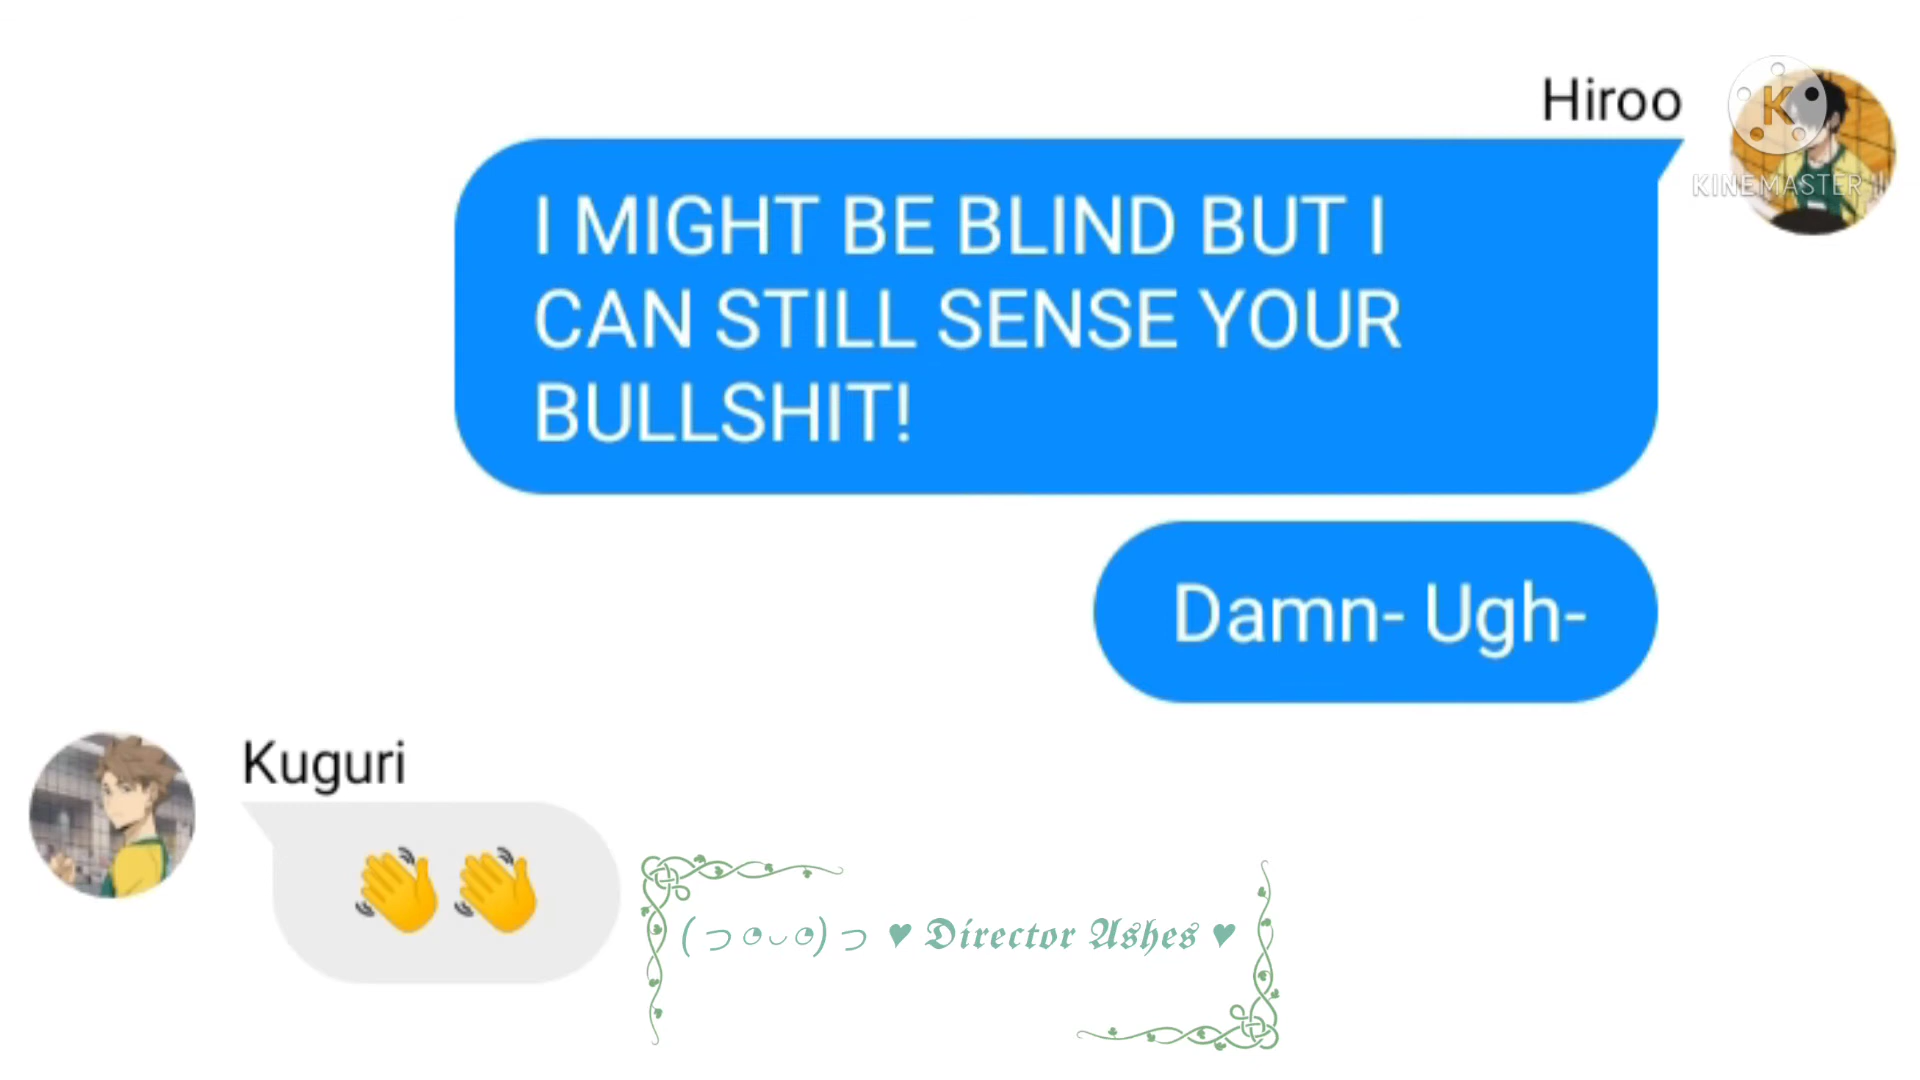 Hiroo
K
KINEMASTER
I MIGHT BE BLIND BUT I
CAN STILL SENSE YOUR
BULLSHIT!
Damn- Ugh-
Kuguri
👋👋
(っ◔◡◔)っ ♥ 𝕯𝖎𝖗𝖊𝖈𝖙𝖔𝖗 𝕬𝖘𝖍𝖊𝖘 ♥